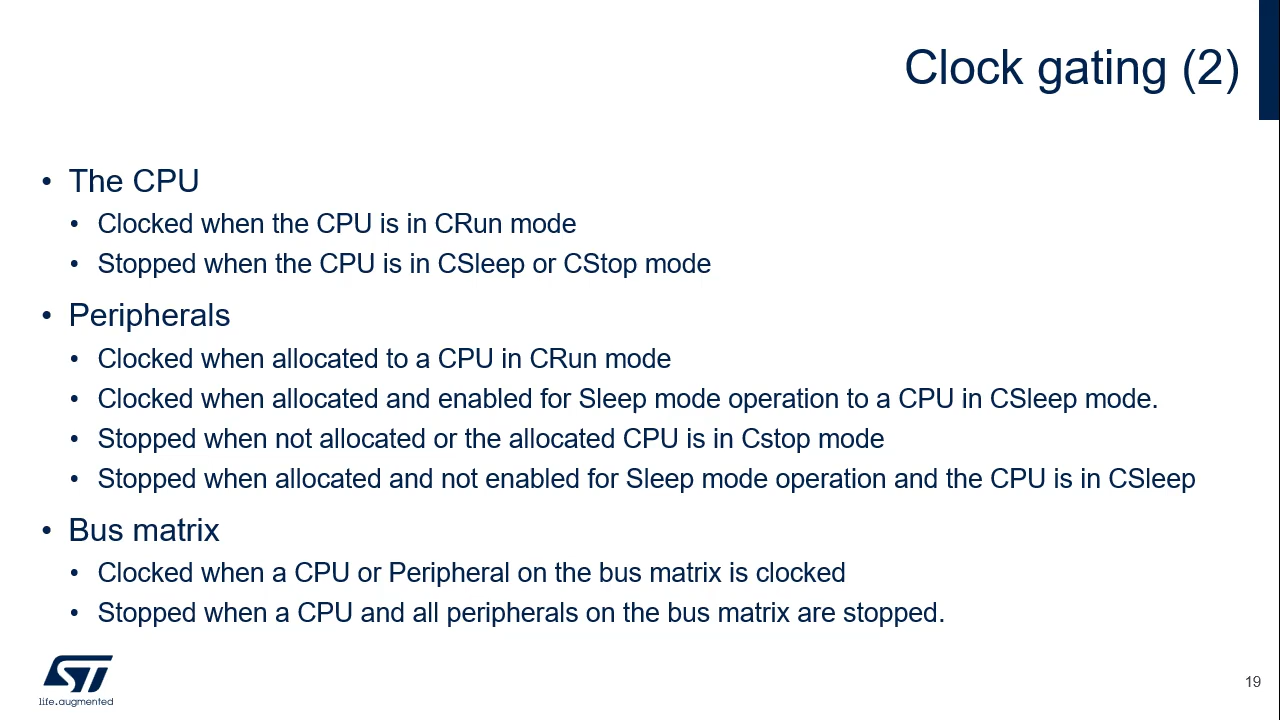 Clock gating (2)
• The CPU
• Clocked when the CPU is in CRun mode
• Stopped when the CPU is in CSleep or CStop mode
• Peripherals
• Clocked when allocated to a CPU in CRun mode
• Clocked when allocated and enabled for Sleep mode operation to a CPU in CSleep mode.
• Stopped when not allocated or the allocated CPU is in Cstop mode
• Stopped when allocated and not enabled for Sleep mode operation and the CPU is in CSleep
• Bus matrix
• Clocked when a CPU or Peripheral on the bus matrix is clocked
• Stopped when a CPU and all peripherals on the bus matrix are stopped.
ST
life.augmented
19